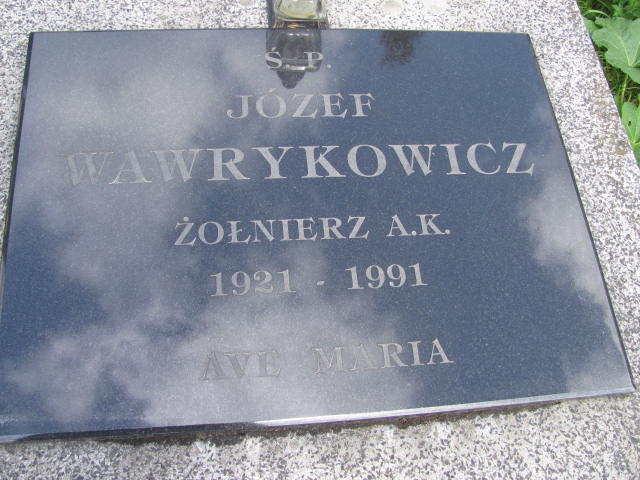 Ś. P.
JÓZEF
WAWRYKOWICZ
ŻOŁNIERZ A.K.
1921 - 1991
AVE MARIA